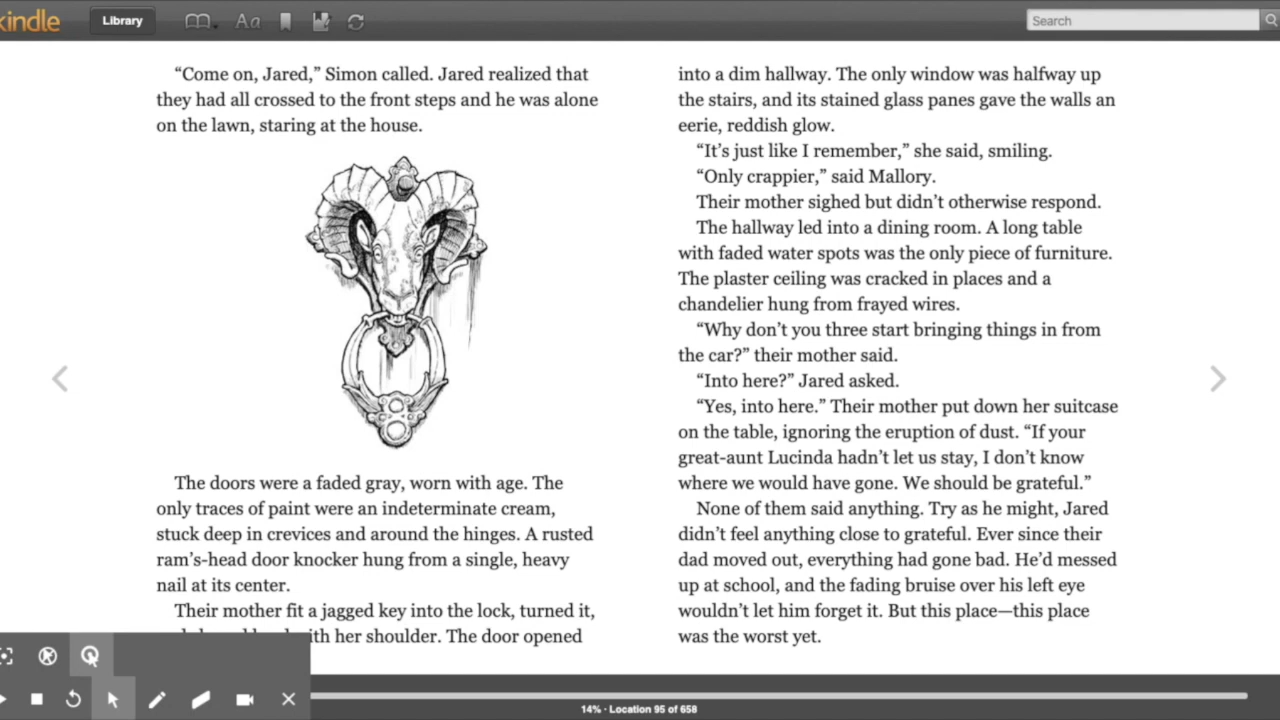 kindle
Library
Aa
Search
“Come on, Jared,” Simon called. Jared realized that
they had all crossed to the front steps and he was alone
on the lawn, staring at the house.
The doors were a faded gray, worn with age. The
only traces of paint were an indeterminate cream,
stuck deep in crevices and around the hinges. A rusted
ram’s-head door knocker hung from a single, heavy
nail at its center.
Their mother fit a jagged key into the lock, turned it,
with her shoulder. The door opened
into a dim hallway. The only window was halfway up
the stairs, and its stained glass panes gave the walls an
eerie, reddish glow.
“It’s just like I remember,” she said, smiling.
“Only crappier,” said Mallory.
Their mother sighed but didn’t otherwise respond.
The hallway led into a dining room. A long table
with faded water spots was the only piece of furniture.
The plaster ceiling was cracked in places and a
chandelier hung from frayed wires.
“Why don’t you three start bringing things in from
the car?” their mother said.
“Into here?” Jared asked.
“Yes, into here.” Their mother put down her suitcase
on the table, ignoring the eruption of dust. “If your
great-aunt Lucinda hadn’t let us stay, I don’t know
where we would have gone. We should be grateful.”
None of them said anything. Try as he might, Jared
didn’t feel anything close to grateful. Ever since their
dad moved out, everything had gone bad. He’d messed
up at school, and the fading bruise over his left eye
wouldn’t let him forget it. But this place—this place
was the worst yet.
14% · Location 95 of 658